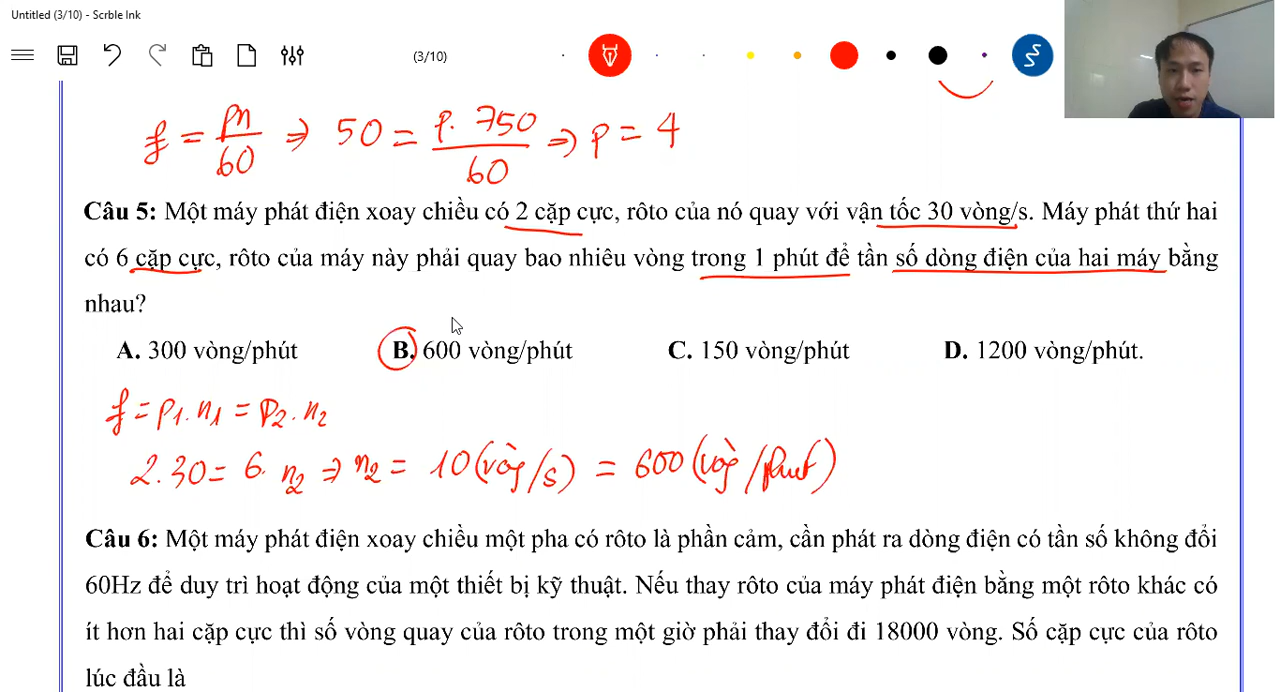 Untitled (3/10) - Scrble Ink
(3/10)
f = pn/60 ⇒ 50 = p. 750/60 ⇒ p = 4
Câu 5: Một máy phát điện xoay chiều có 2 cặp cực, rôto của nó quay với vận tốc 30 vòng/s. Máy phát thứ hai
có 6 cặp cực, rôto của máy này phải quay bao nhiêu vòng trong 1 phút để tần số dòng điện của hai máy bằng
nhau?
A. 300 vòng/phút B. 600 vòng/phút C. 150 vòng/phút D. 1200 vòng/phút.
f = p1. n1 = p2. n2
2.30 = 6. n2 ⇒ n2 = 10 (vòg/s) = 600 (vòg/phút)
Câu 6: Một máy phát điện xoay chiều một pha có rôto là phần cảm, cần phát ra dòng điện có tần số không đổi
60Hz để duy trì hoạt động của một thiết bị kỹ thuật. Nếu thay rôto của máy phát điện bằng một rôto khác có
ít hơn hai cặp cực thì số vòng quay của rôto trong một giờ phải thay đổi đi 18000 vòng. Số cặp cực của rôto
lúc đầu là